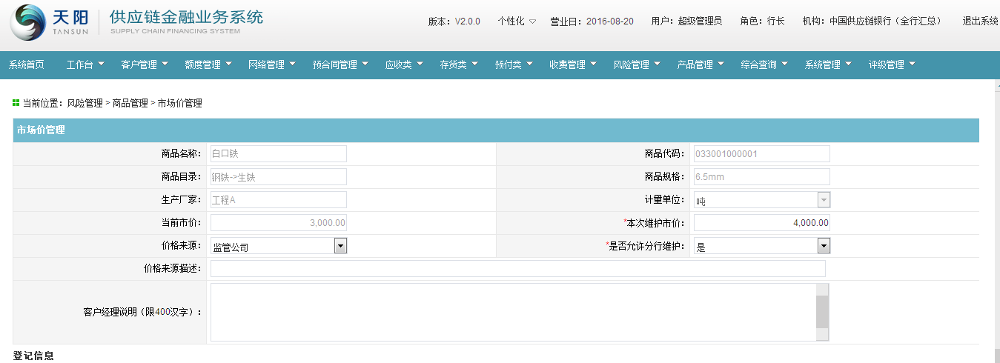 天阳 TANSUN 供应链金融业务系统 SUPPLY CHAIN FINANCING SYSTEM
版本：V2.0.0 个性化 营业日：2016-08-20 用户：超级管理员 角色：行长 机构：中国供应链银行（全行汇总） 退出系统
系统首页 工作台 客户管理 额度管理 网络管理 预合同管理 应收类 存货类 预付类 收费管理 风险管理 产品管理 综合查询 系统管理 评级管理
当前位置：风险管理 > 商品管理 > 市场价管理
市场价管理
商品名称： 白口铁 商品代码： 033001000001
商品目录： 钢铁->生铁 商品规格： 6.5mm
生产厂家： 工程A 计量单位： 吨
当前市价： 3,000.00 *本次维护市价： 4,000.00
价格来源： 监管公司 *是否允许分行维护： 是
价格来源描述：
客户经理说明（限400汉字）：
登记信息